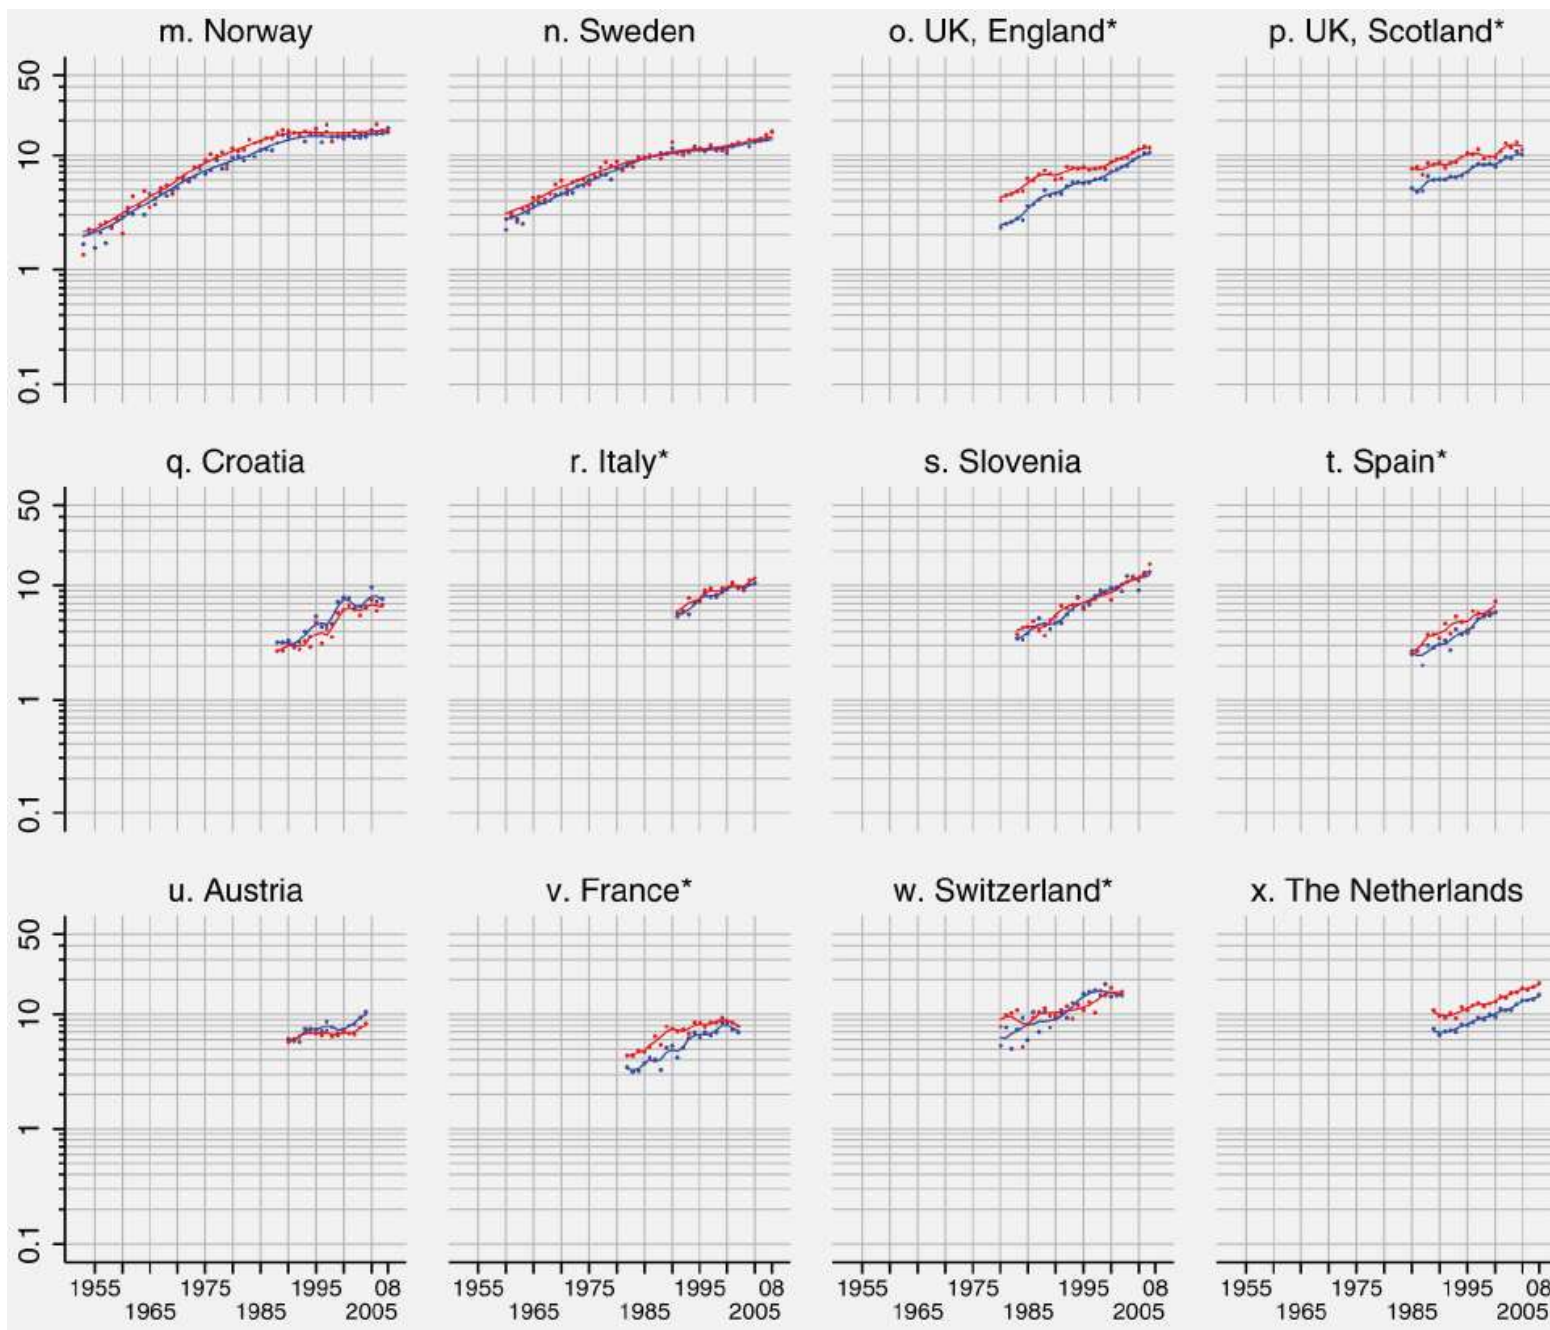 m. Norway
n. Sweden
o. UK, England*
p. UK, Scotland*
50
10
1
0.1
q. Croatia
r. Italy*
s. Slovenia
t. Spain*
50
10
1
0.1
u. Austria
v. France*
w. Switzerland*
x. The Netherlands
50
10
1
0.1
1955 1975 1995 08 1955 1975 1995 08 1955 1975 1995 08 1955 1975 1995 08
1965 1985 2005 1965 1985 2005 1965 1985 2005 1965 1985 2005